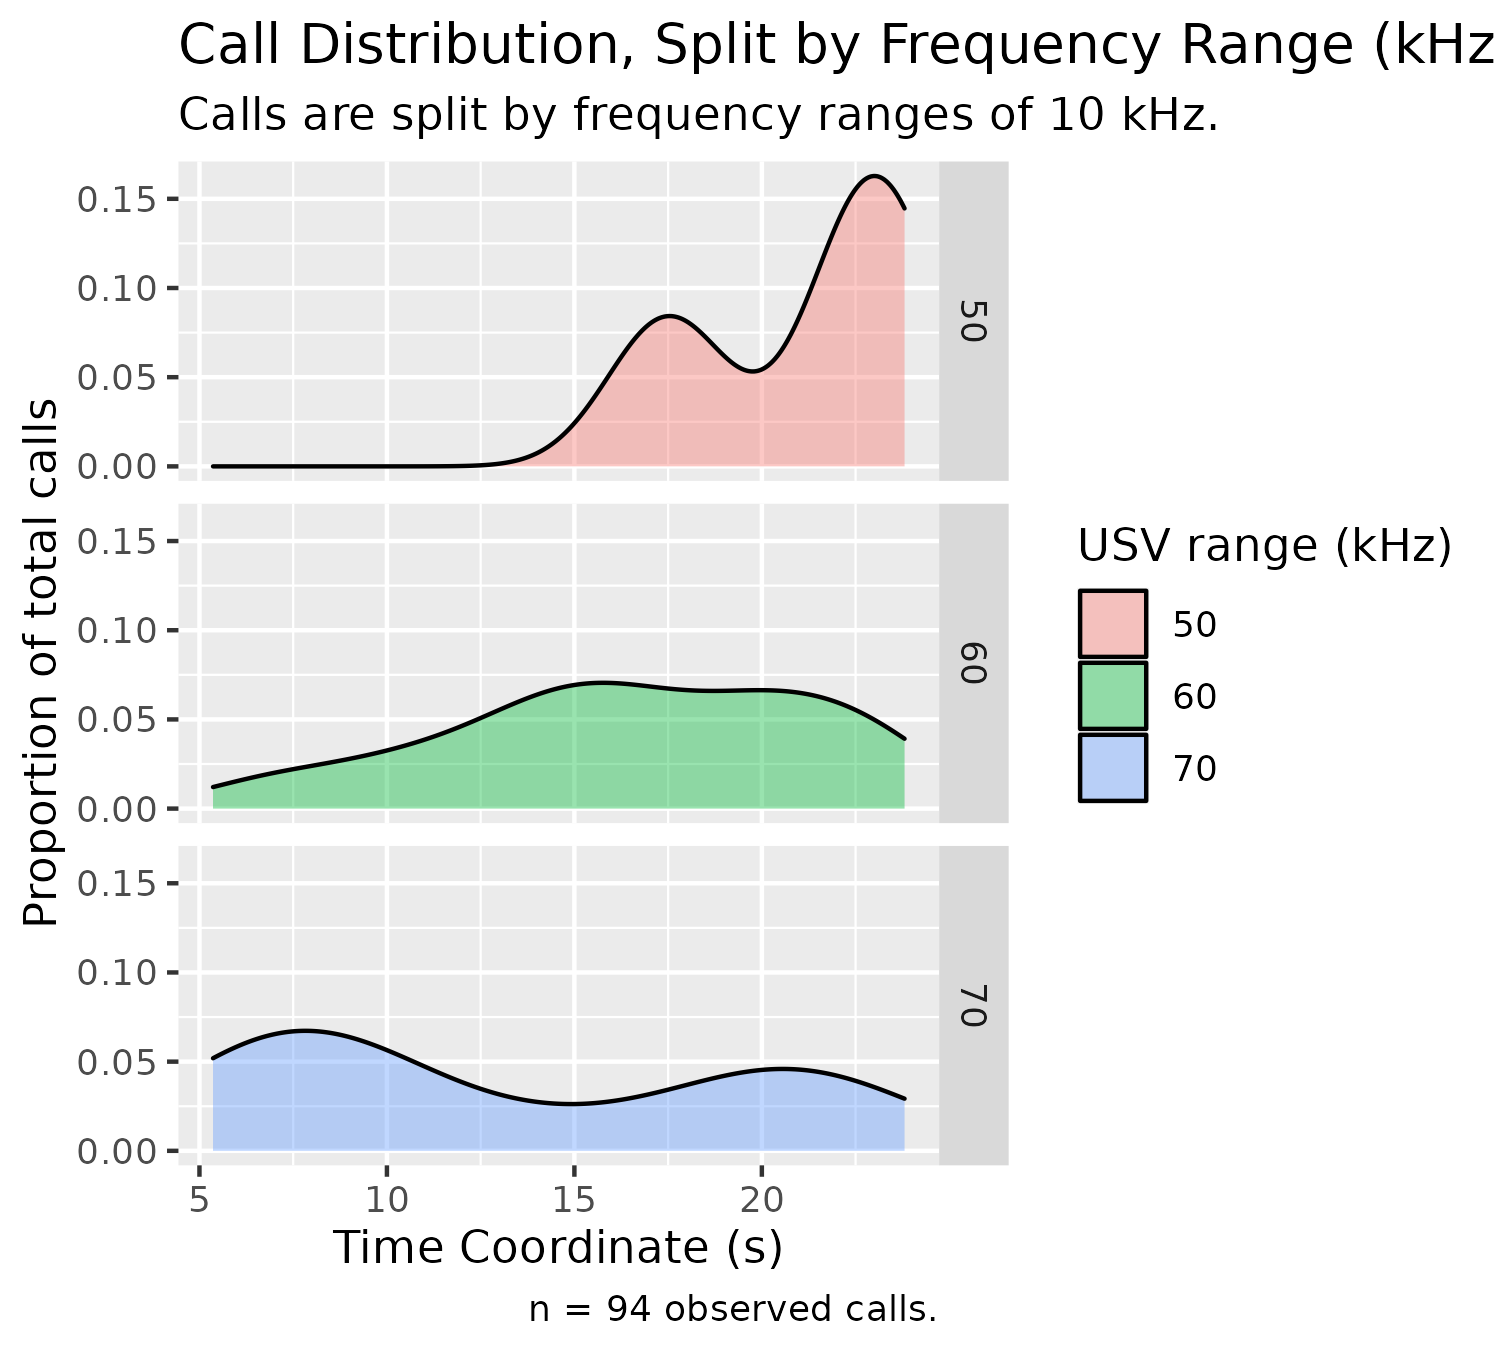 Call Distribution, Split by Frequency Range (kHz
Calls are split by frequency ranges of 10 kHz.
Proportion of total calls
0.15
0.10
0.05
0.00
50
0.15
0.10
0.05
0.00
60
0.15
0.10
0.05
0.00
70
5 10 15 20
Time Coordinate (s)
n = 94 observed calls.
USV range (kHz)
50
60
70